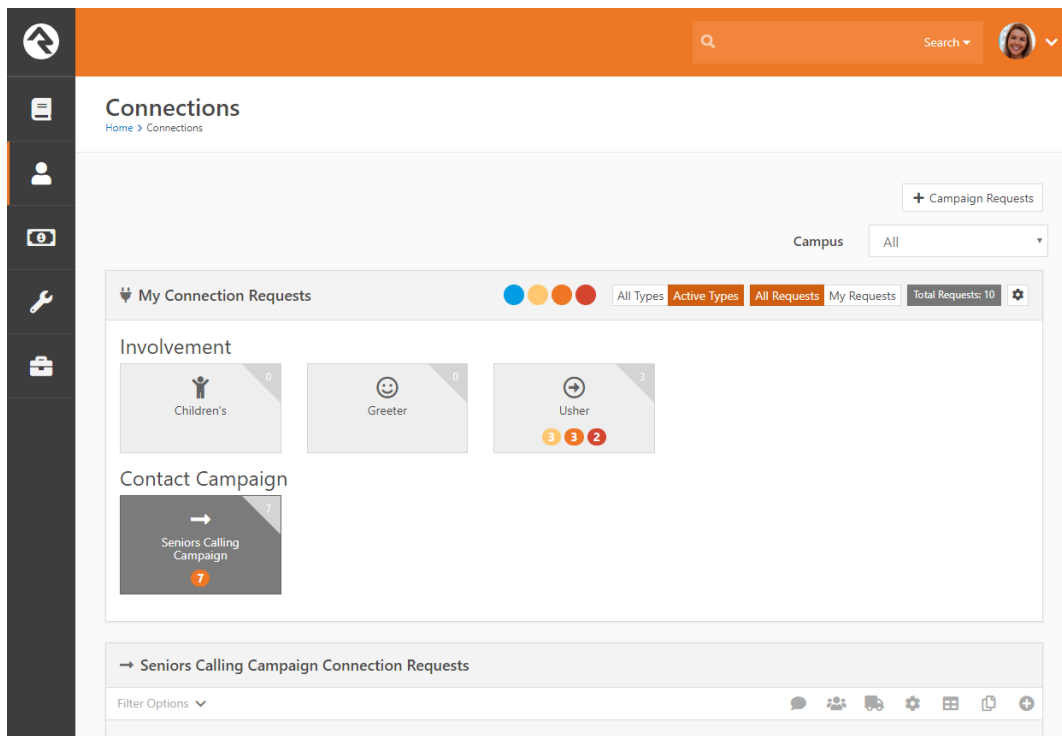 Search
Connections
Home > Connections
+ Campaign Requests
Campus All
My Connection Requests All Types Active Types All Requests My Requests Total Requests: 10
Involvement
0 0 3
Children's Greeter Usher
3 3 2
Contact Campaign
7
Seniors Calling
Campaign
7
Seniors Calling Campaign Connection Requests
Filter Options